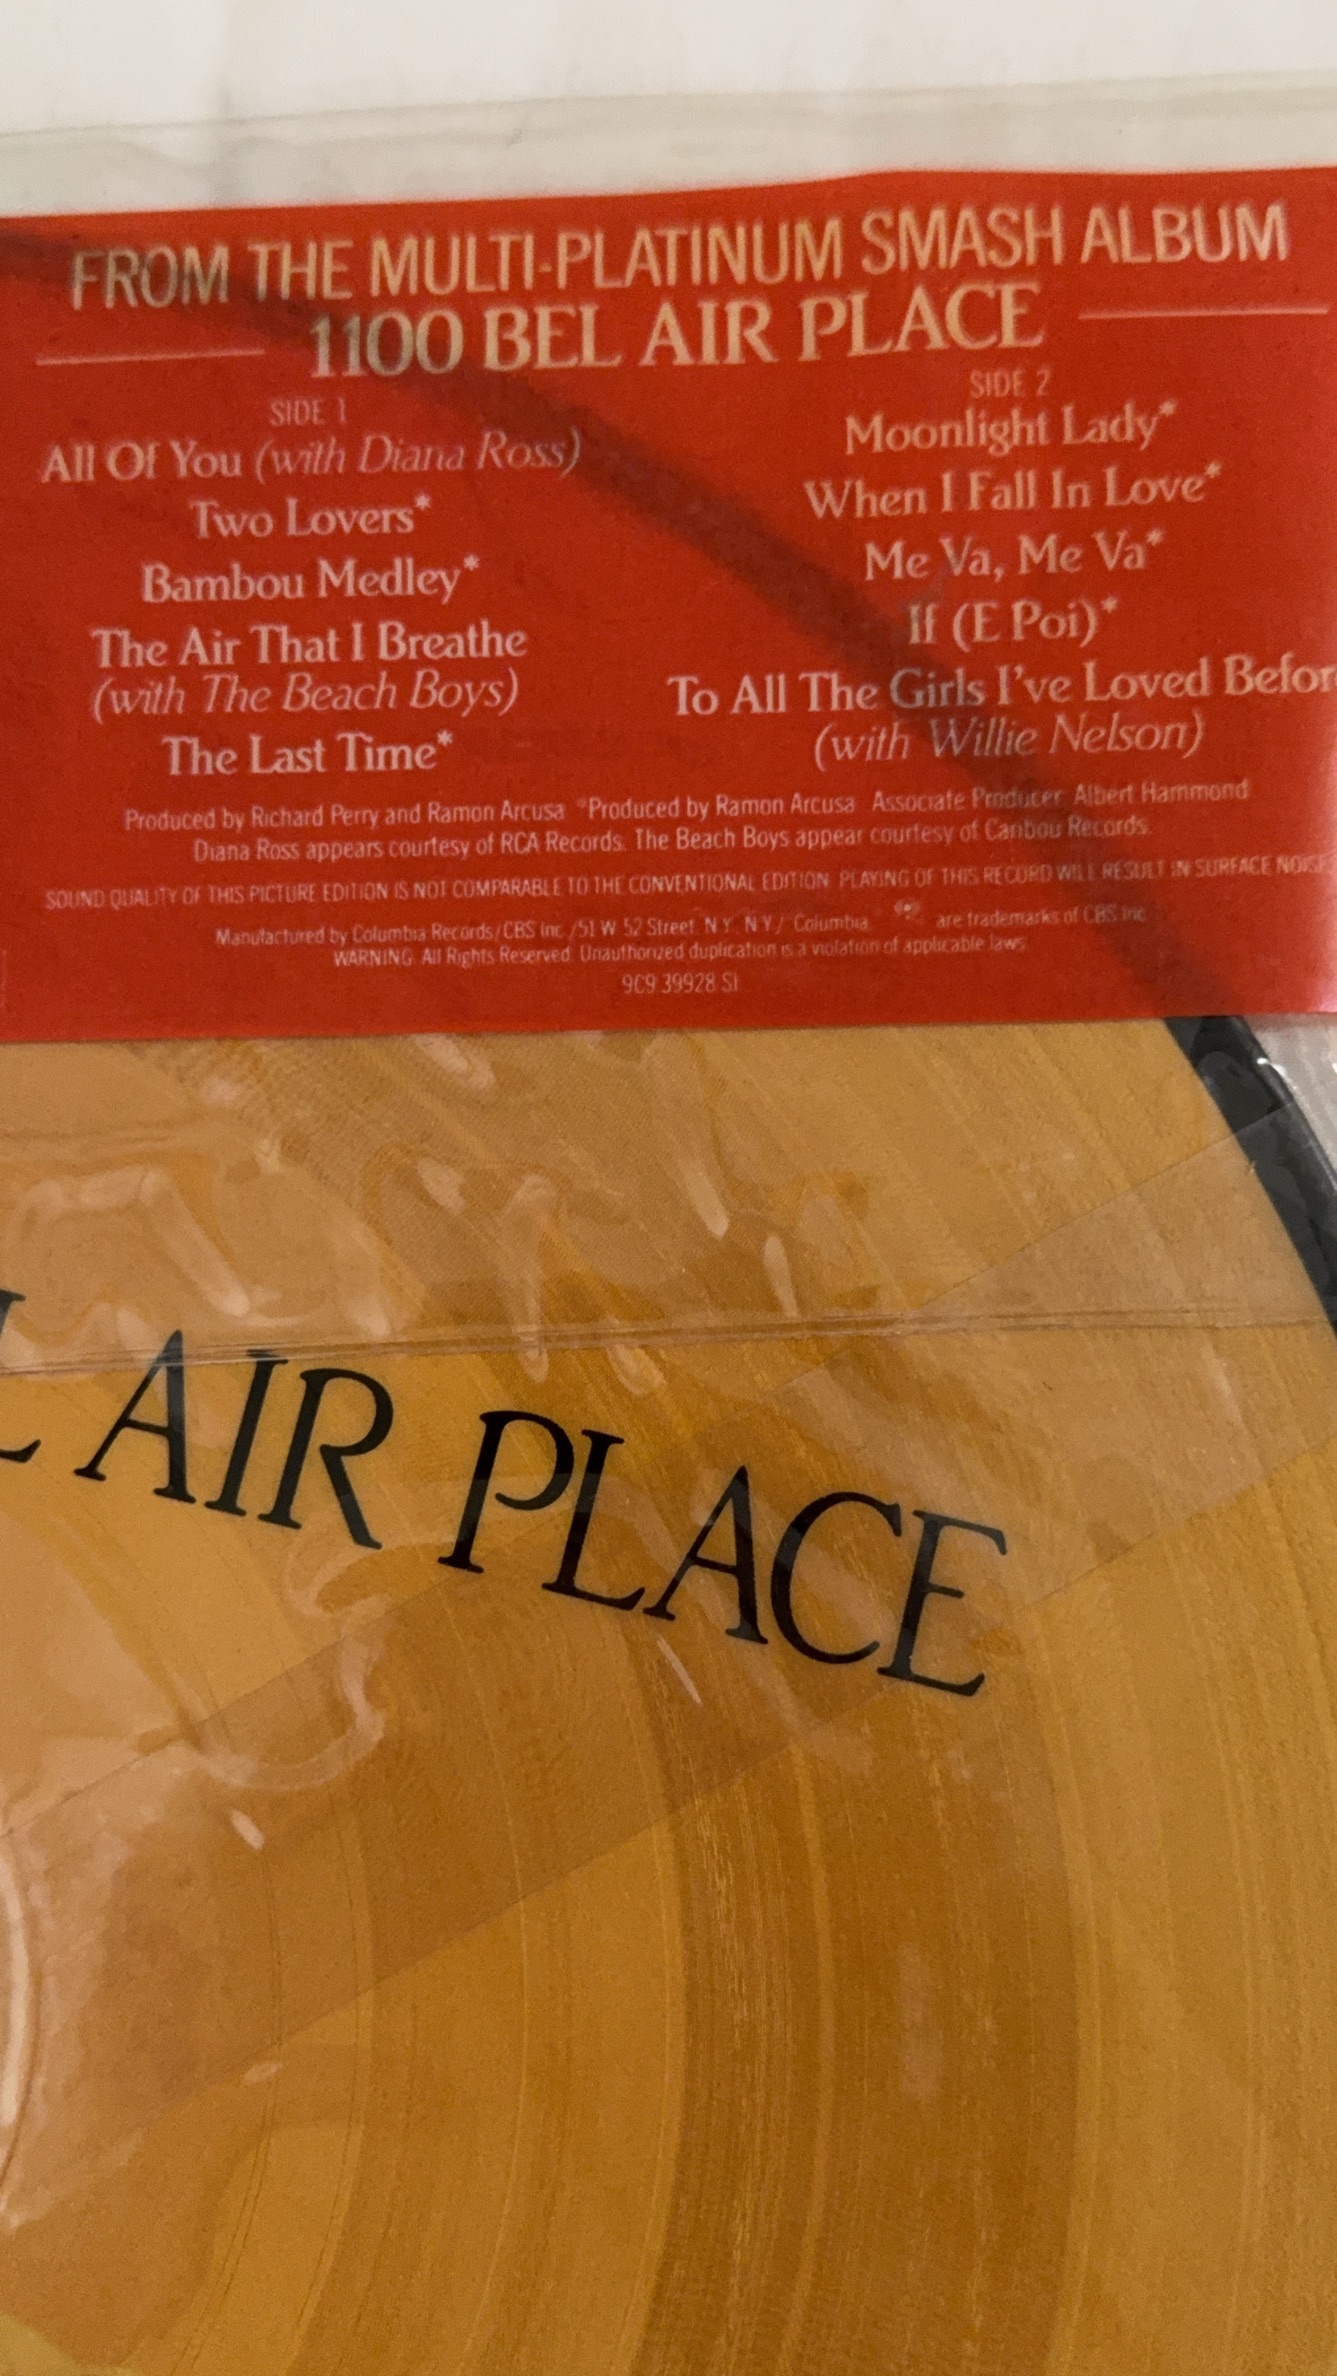 FROM THE MULTI-PLATINUM SMASH ALBUM
1100 BEL AIR PLACE
SIDE 1
All Of You (with Diana Ross)
Two Lovers*
Bambou Medley*
The Air That I Breathe
(with The Beach Boys)
The Last Time*
SIDE 2
Moonlight Lady*
When I Fall In Love*
Me Va, Me Va*
If (E Poi)*
To All The Girls I've Loved Befor
(with Willie Nelson)
Produced by Richard Perry and Ramon Arcusa *Produced by Ramon Arcusa Associate Producer: Albert Hammond
Diana Ross appears courtesy of RCA Records. The Beach Boys appear courtesy of Caribou Records.
SOUND QUALITY OF THIS PICTURE EDITION IS NOT COMPARABLE TO THE CONVENTIONAL EDITION. PLAYING OF THIS RECORD WILL RESULT IN SURFACE NOISE
Manufactured by Columbia Records/CBS Inc./51 W. 52 Street, N.Y., N.Y./"Columbia," are trademarks of CBS Inc.
WARNING: All Rights Reserved. Unauthorized duplication is a violation of applicable laws.
9C9 39928 S1
L AIR PLACE